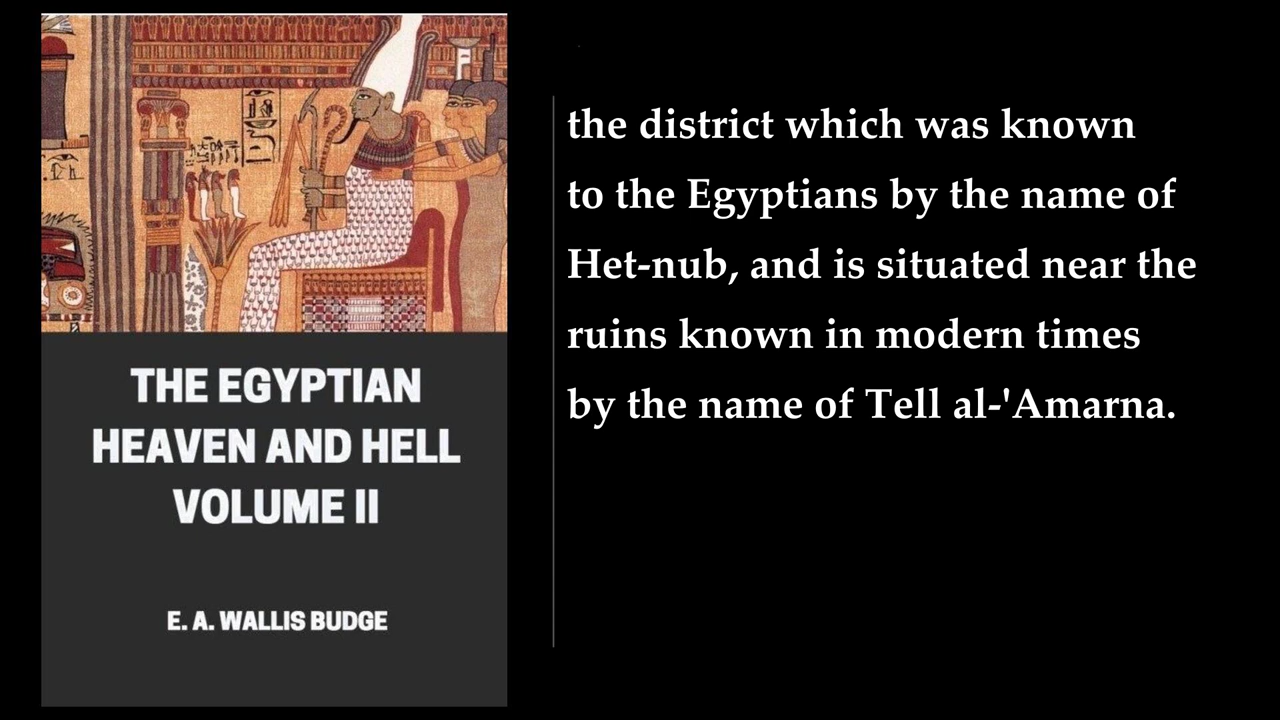 THE EGYPTIAN
HEAVEN AND HELL
VOLUME II
E. A. WALLIS BUDGE
the district which was known
to the Egyptians by the name of
Het-nub, and is situated near the
ruins known in modern times
by the name of Tell al-'Amarna.